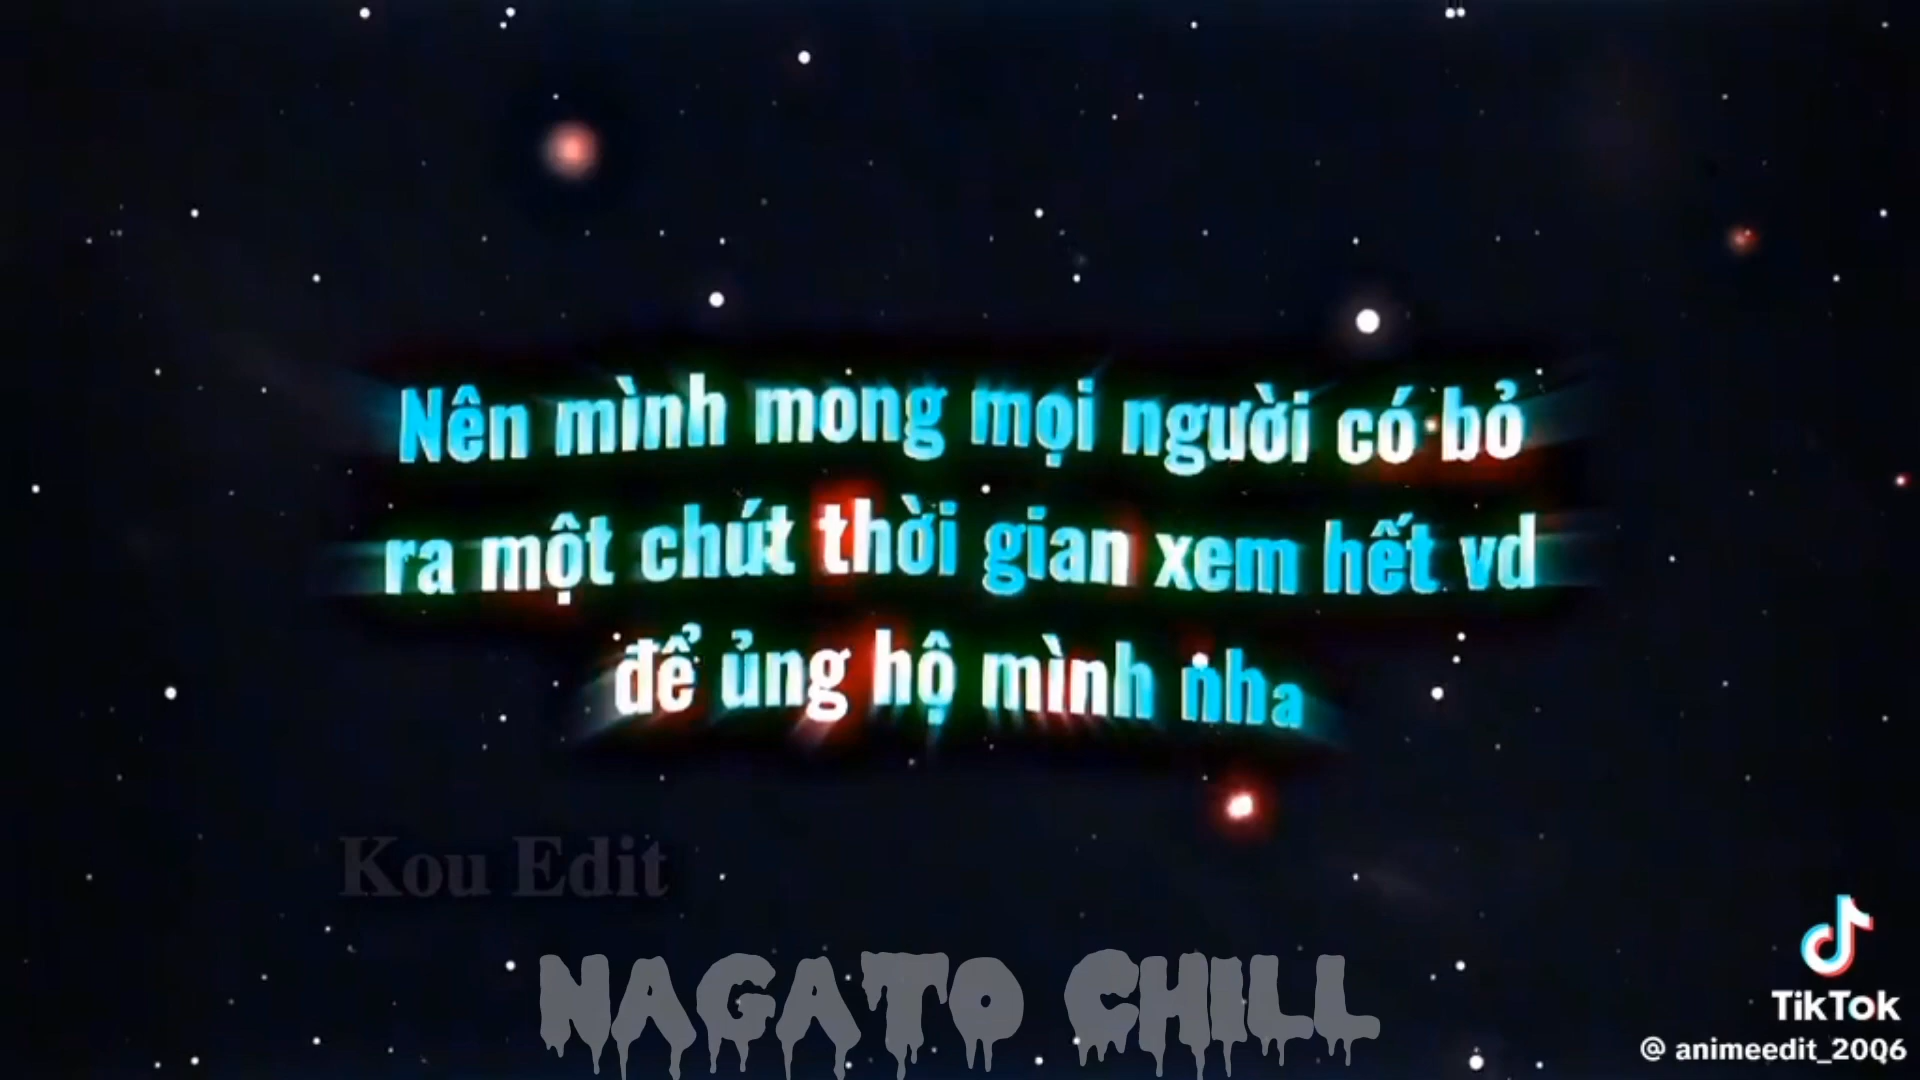 Nên mình mong mọi người có bỏ
ra một chút thời gian xem hết vd
để ủng hộ mình nha
Kou Edit
NAGATO CHILL
TikTok
@ animeedit_2006